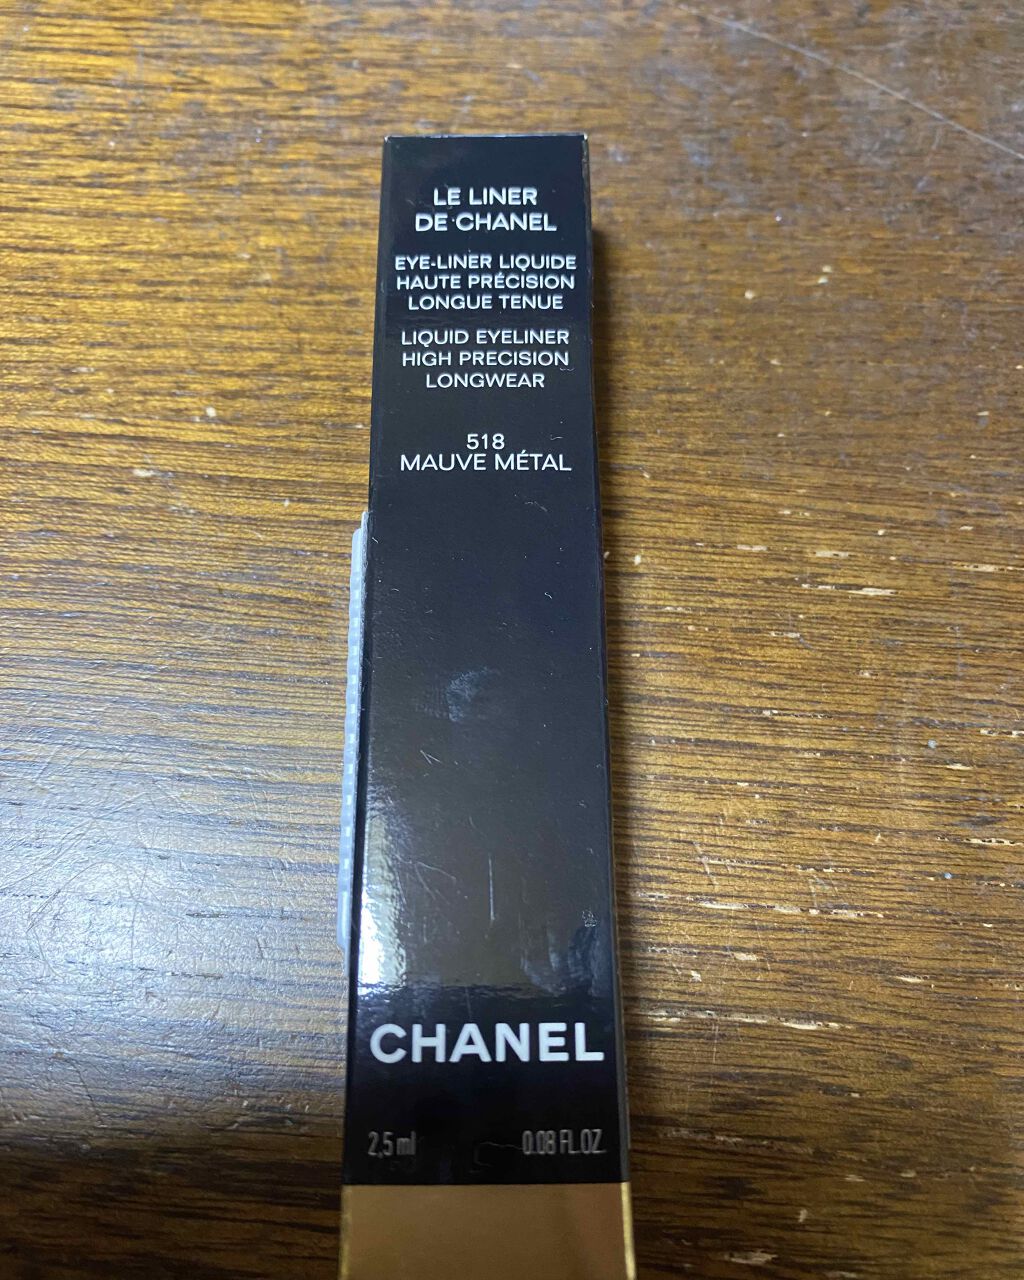 LE LINER
DE CHANEL
EYE-LINER LIQUIDE
HAUTE PRÉCISION
LONGUE TENUE
LIQUID EYELINER
HIGH PRECISION
LONGWEAR
518
MAUVE MÉTAL
CHANEL
2,5 ml 0.08 FL.OZ.